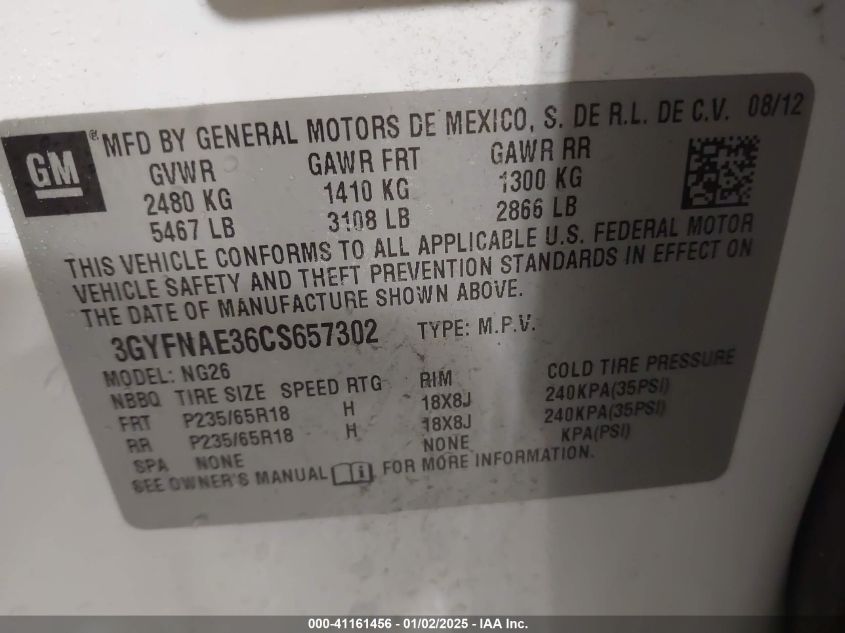 GM ® MFD BY GENERAL MOTORS DE MEXICO, S. DE R.L. DE C.V. 08/12
GVWR GAWR FRT GAWR RR
2480 KG 1410 KG 1300 KG
5467 LB 3108 LB 2866 LB
THIS VEHICLE CONFORMS TO ALL APPLICABLE U.S. FEDERAL MOTOR
VEHICLE SAFETY AND THEFT PREVENTION STANDARDS IN EFFECT ON
THE DATE OF MANUFACTURE SHOWN ABOVE.
3GYFNAE36CS657302 TYPE: M.P.V.
MODEL: NG26
NBBQ TIRE SIZE SPEED RTG RIM COLD TIRE PRESSURE
FRT P235/65R18 H 18X8J 240KPA(35PSI)
RR P235/65R18 H 18X8J 240KPA(35PSI)
SPA NONE NONE KPA(PSI)
SEE OWNER'S MANUAL FOR MORE INFORMATION.
000-41161456 - 01/02/2025 - IAA Inc.